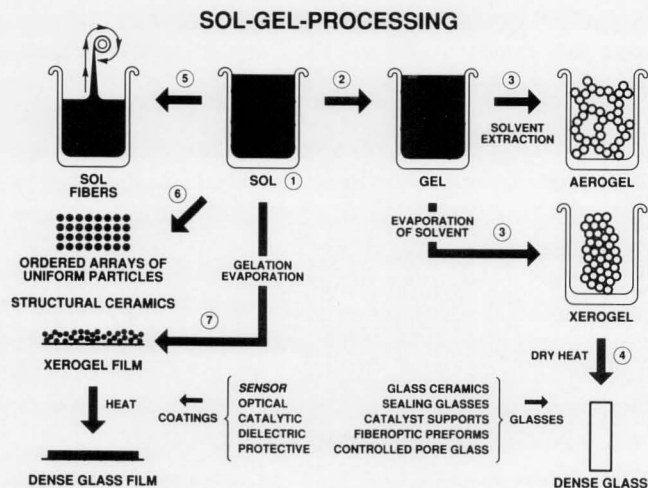 SOL-GEL-PROCESSING
5
2
3
SOLVENT
EXTRACTION
SOL
FIBERS
SOL 1
GEL
AEROGEL
6
EVAPORATION
OF SOLVENT
3
ORDERED ARRAYS OF
UNIFORM PARTICLES
GELATION
EVAPORATION
STRUCTURAL CERAMICS
7
XEROGEL
XEROGEL FILM
DRY HEAT
4
HEAT
COATINGS
SENSOR
OPTICAL
CATALYTIC
DIELECTRIC
PROTECTIVE
GLASS CERAMICS
SEALING GLASSES
CATALYST SUPPORTS
FIBEROPTIC PREFORMS
CONTROLLED PORE GLASS
GLASSES
DENSE GLASS FILM
DENSE GLASS